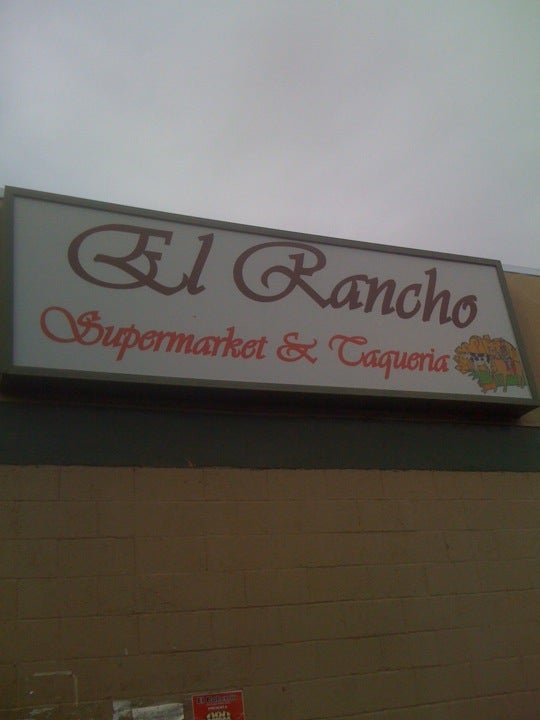 El Rancho
Supermarket & Taqueria